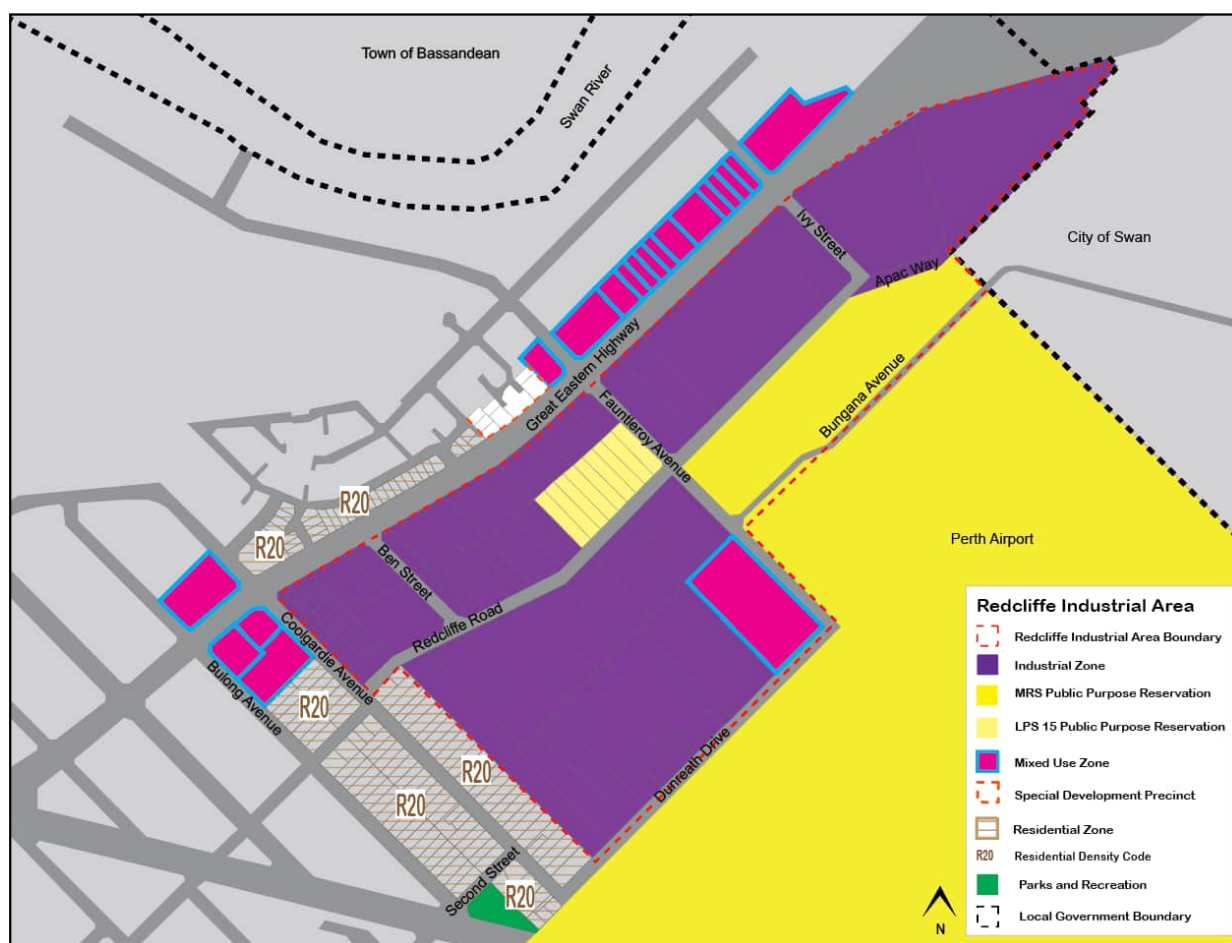 Town of Bassandean
Swan River
City of Swan
Ivy Street
Apac Way
Great Eastern Highway
Bungana Avenue
Fauntleroy Avenue
R20
R20
Perth Airport
Ben Street
Redcliffe Road
Coolgardie Avenue
Bulong Avenue
R20
R20
R20
Dunreath Drive
Second Street
R20
Redcliffe Industrial Area
Redcliffe Industrial Area Boundary
Industrial Zone
MRS Public Purpose Reservation
LPS 15 Public Purpose Reservation
Mixed Use Zone
Special Development Precinct
Residential Zone
R20 Residential Density Code
Parks and Recreation
Local Government Boundary
N